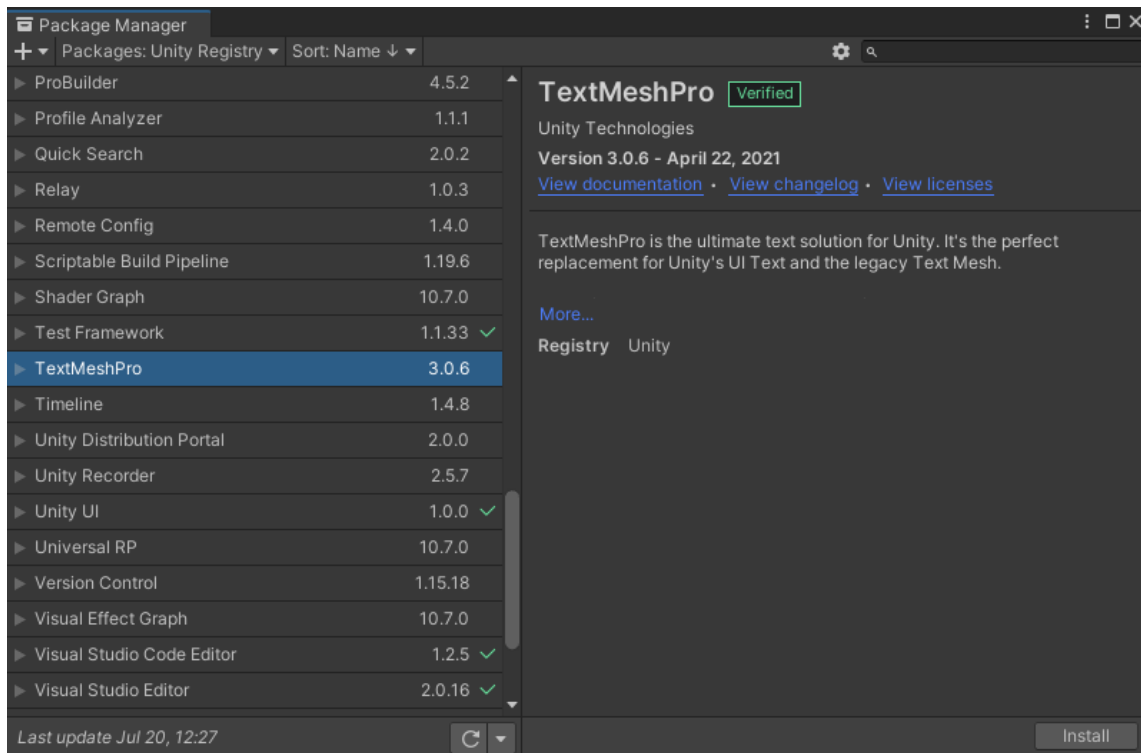 Package Manager
Packages: Unity Registry Sort: Name ↓
ProBuilder 4.5.2
Profile Analyzer 1.1.1
Quick Search 2.0.2
Relay 1.0.3
Remote Config 1.4.0
Scriptable Build Pipeline 1.19.6
Shader Graph 10.7.0
Test Framework 1.1.33 ✓
TextMeshPro 3.0.6
Timeline 1.4.8
Unity Distribution Portal 2.0.0
Unity Recorder 2.5.7
Unity UI 1.0.0 ✓
Universal RP 10.7.0
Version Control 1.15.18
Visual Effect Graph 10.7.0
Visual Studio Code Editor 1.2.5 ✓
Visual Studio Editor 2.0.16 ✓
Last update Jul 20, 12:27
TextMeshPro Verified
Unity Technologies
Version 3.0.6 - April 22, 2021
View documentation • View changelog • View licenses
TextMeshPro is the ultimate text solution for Unity. It's the perfect
replacement for Unity's UI Text and the legacy Text Mesh.
More...
Registry Unity
Install